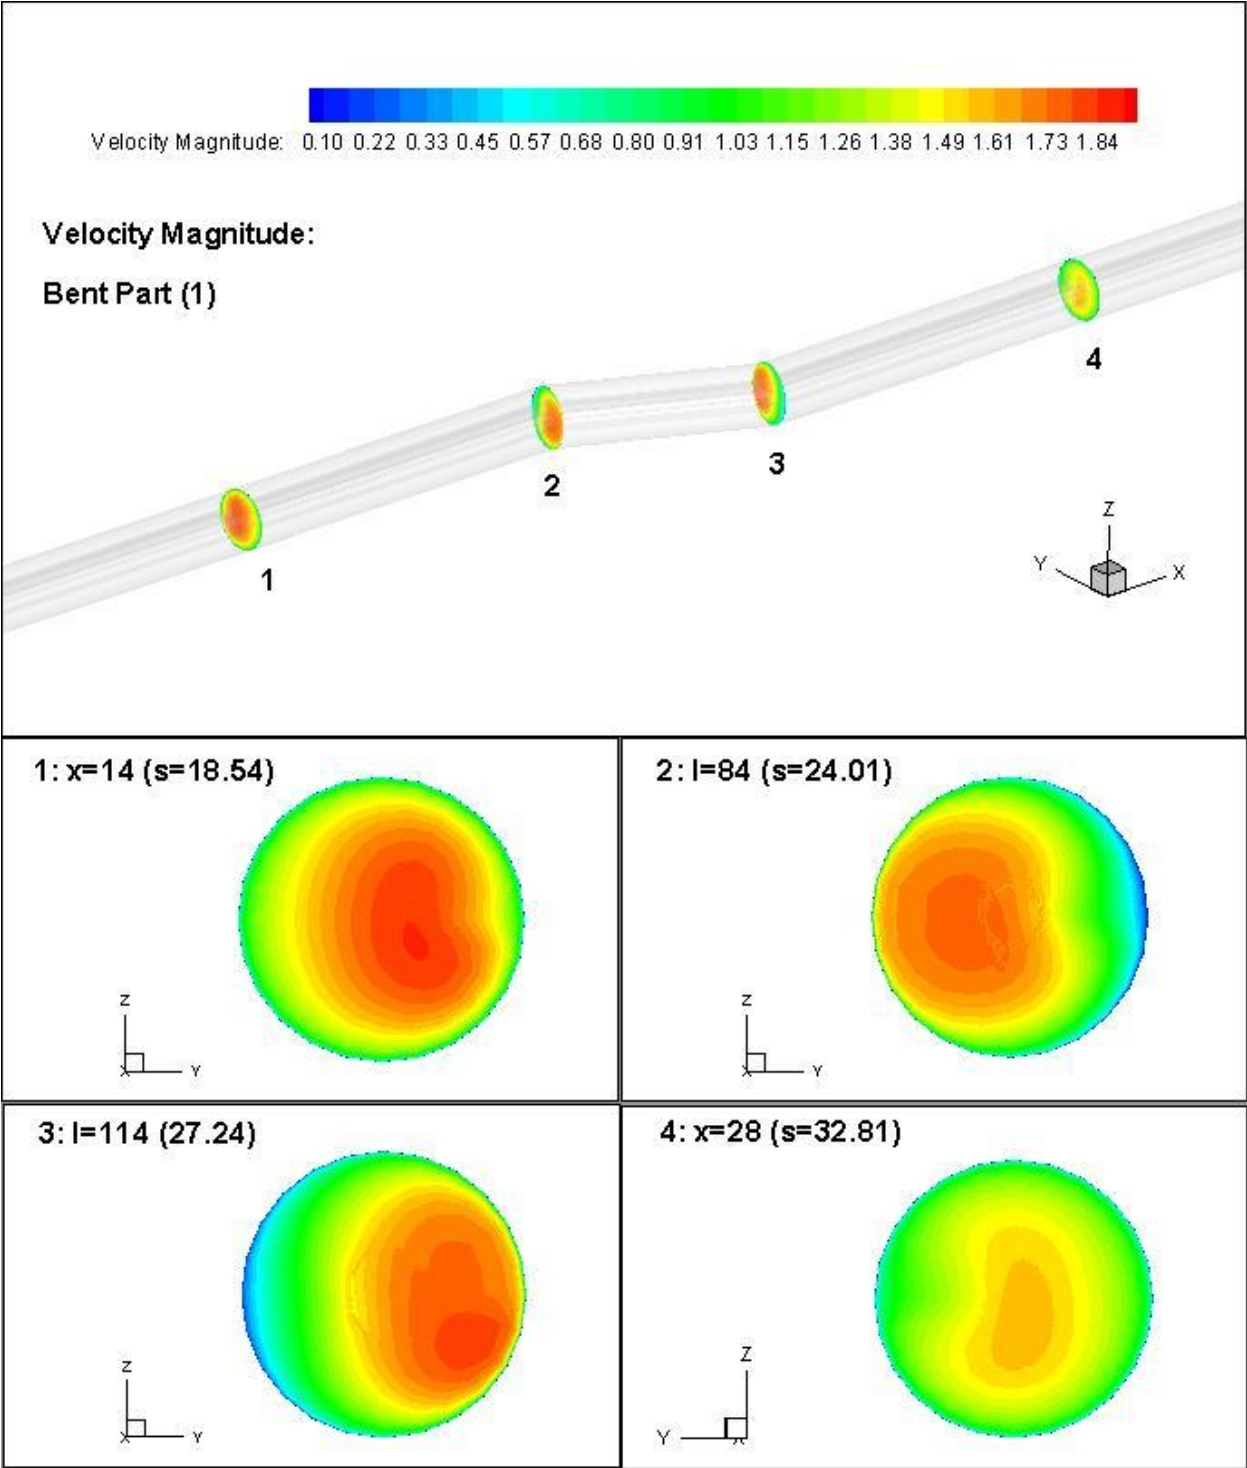 Velocity Magnitude: 0.10 0.22 0.33 0.45 0.57 0.68 0.80 0.91 1.03 1.15 1.26 1.38 1.49 1.61 1.73 1.84
Velocity Magnitude:
Bent Part (1)
4
3
2
1
Z
Y
X
1: x=14 (s=18.54)
Z
X
Y
2: I=84 (s=24.01)
Z
X
Y
3: I=114 (27.24)
Z
X
Y
4: x=28 (s=32.81)
Z
Y
X